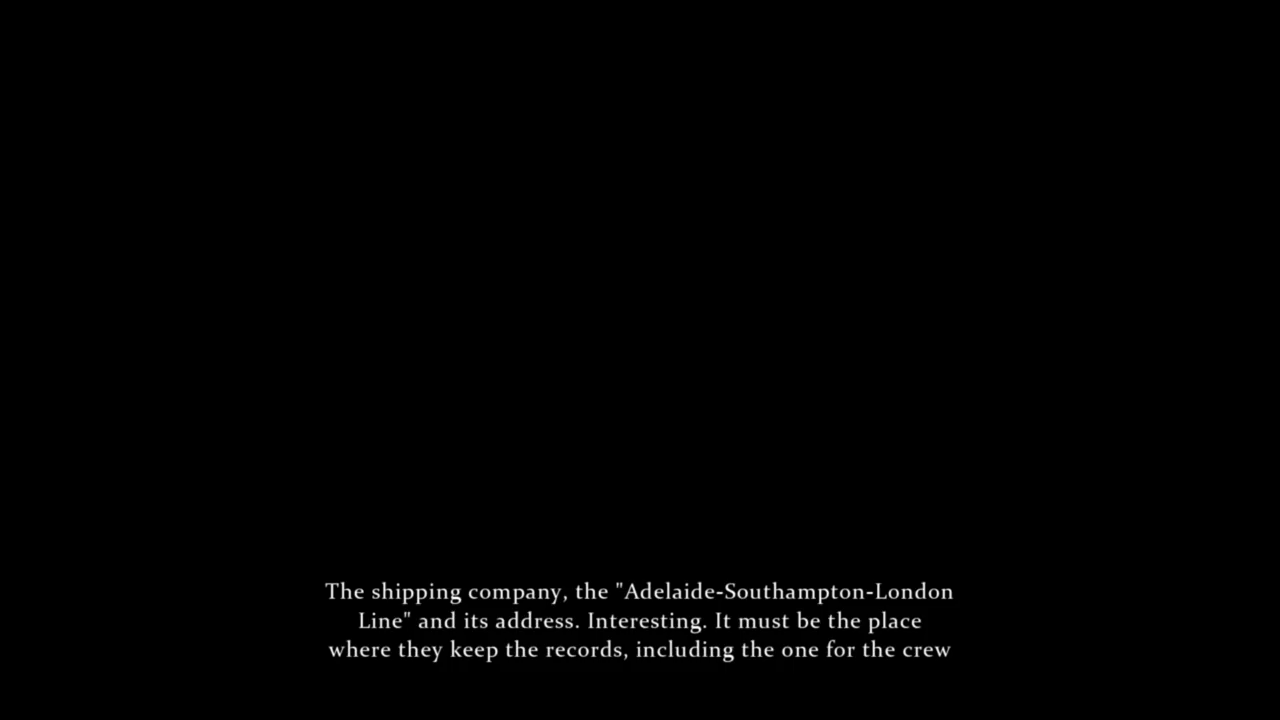 The shipping company, the "Adelaide-Southampton-London
Line" and its address. Interesting. It must be the place
where they keep the records, including the one for the crew